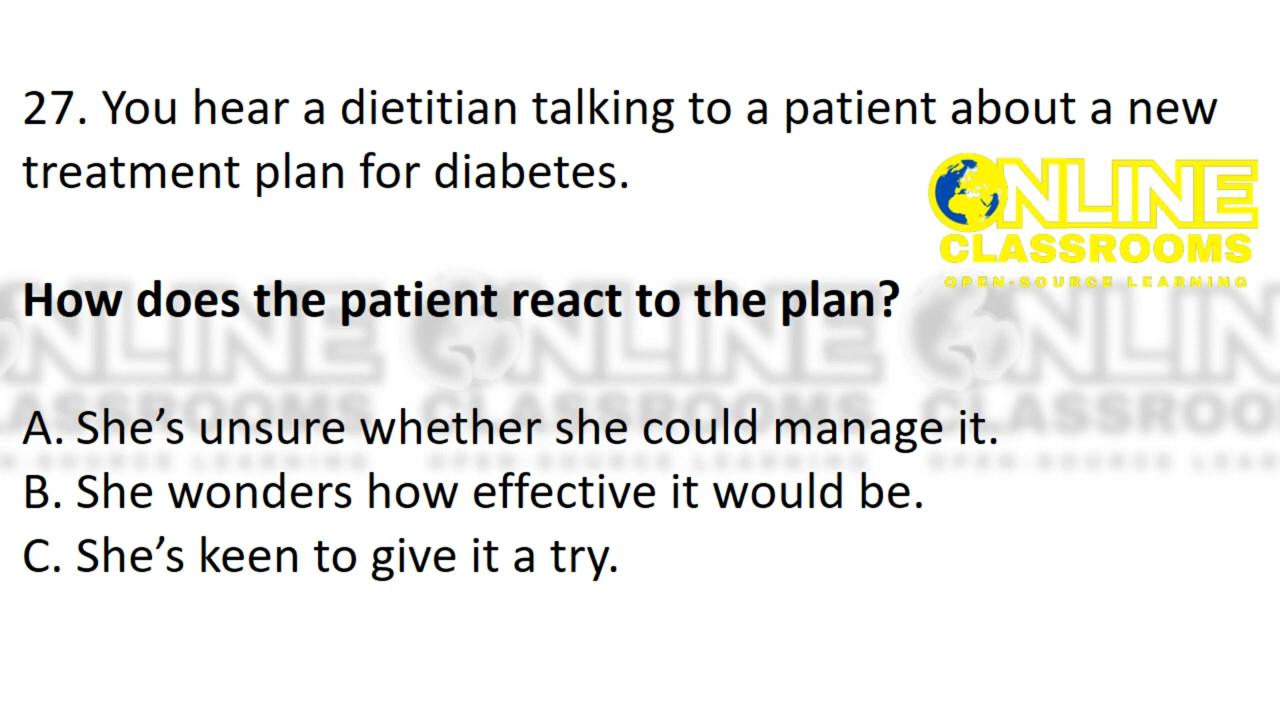 27. You hear a dietitian talking to a patient about a new
treatment plan for diabetes.
ONLINE
CLASSROOMS
OPEN-SOURCE LEARNING
How does the patient react to the plan?
A. She’s unsure whether she could manage it.
B. She wonders how effective it would be.
C. She’s keen to give it a try.